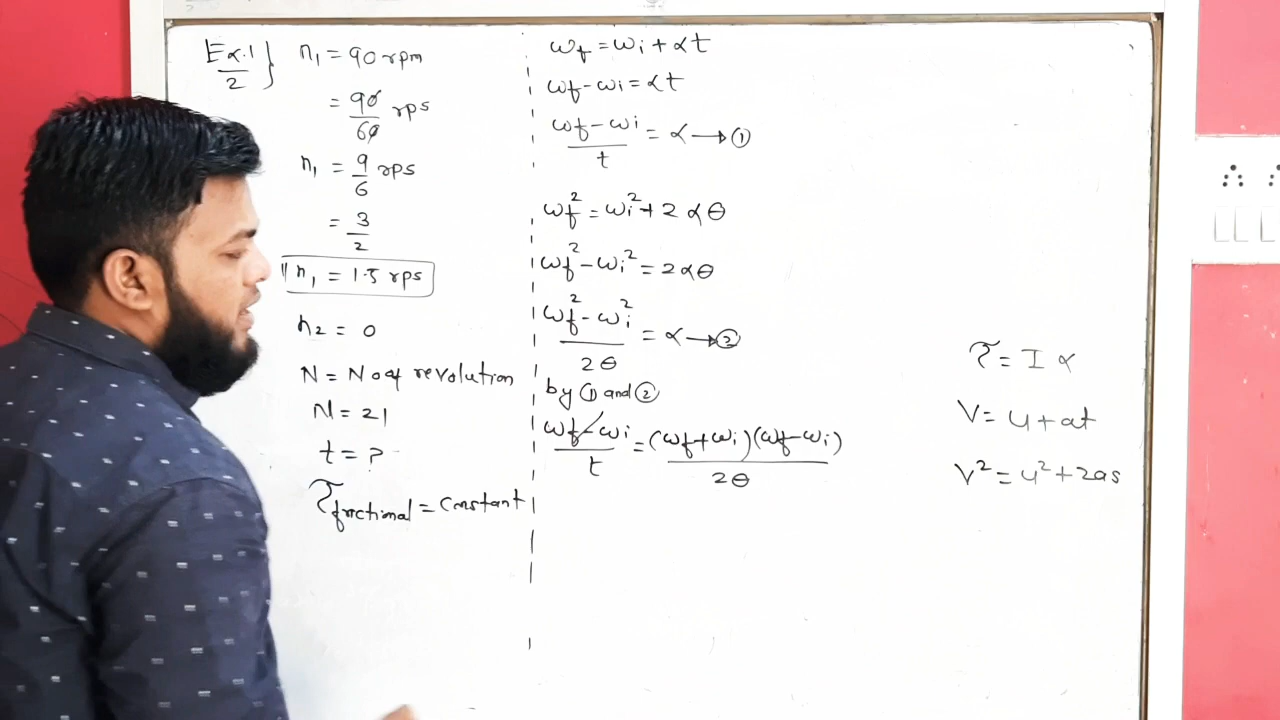 Ex.1/2 }
n₁ = 90 rpm
= 90/60 rps
n₁ = 9/6 rps
= 3/2
n₁ = 1.5 rps
n₂ = 0
N = No of revolution
N = 21
t = ?
τ frictional = constant
ωf = ωi + αt
ωf - ωi = αt
ωf - ωi / t = α → ①
ωf² = ωi² + 2αθ
ωf² - ωi² = 2αθ
ωf² - ωi² / 2θ = α → ②
by ① and ②
ωf - ωi / t = (ωf + ωi)(ωf - ωi) / 2θ
τ = I α
V = u + at
V² = u² + 2as